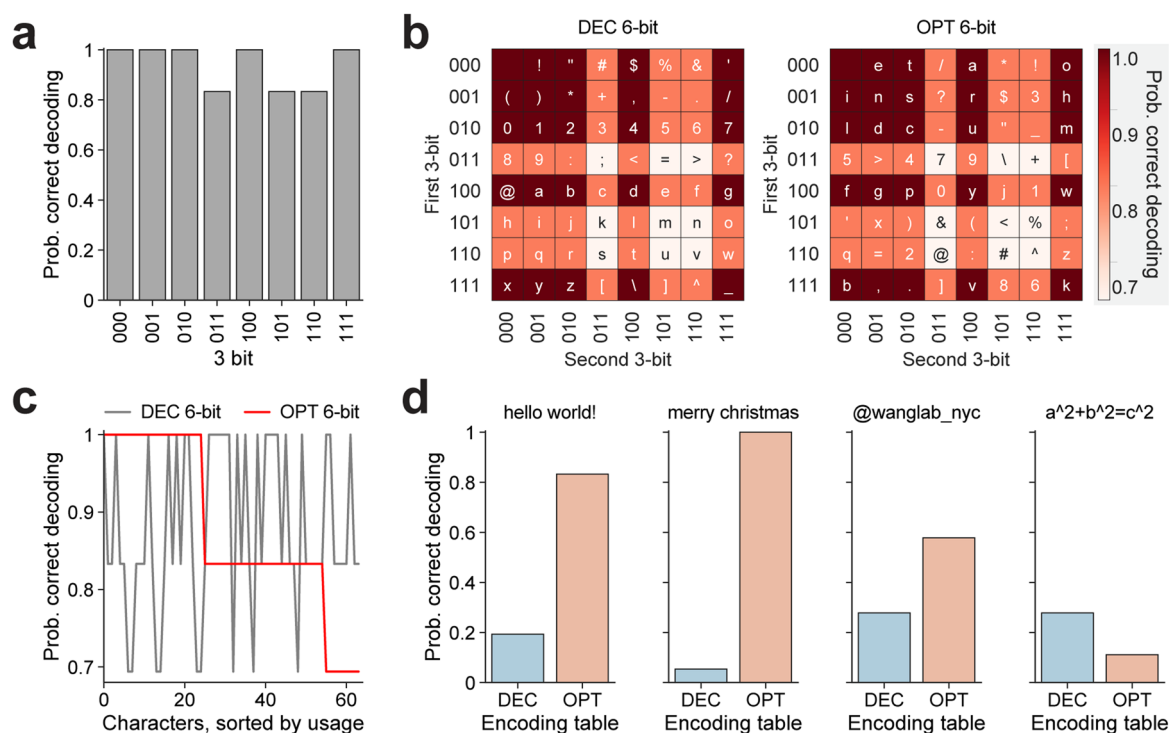 a
Prob. correct decoding
1
0.8
0.6
0.4
0.2
0
000 001 010 011 100 101 110 111
3 bit
b
DEC 6-bit
First 3-bit
000 ! " # $ % & '
001 ( ) * + , - . /
010 0 1 2 3 4 5 6 7
011 8 9 : ; < = > ?
100 @ a b c d e f g
101 h i j k l m n o
110 p q r s t u v w
111 x y z [ \ ] ^ _
000 001 010 011 100 101 110 111
Second 3-bit
OPT 6-bit
000 e t / a * ! o
001 i n s ? r $ 3 h
010 l d c - u " _ m
011 5 > 4 7 9 \ + [
100 f g p 0 y j 1 w
101 ' x ) & ( < % ;
110 q = 2 @ : # ^ z
111 b , . ] v 8 6 k
000 001 010 011 100 101 110 111
Second 3-bit
1.0
0.9
0.8
0.7
Prob. correct decoding
c
DEC 6-bit OPT 6-bit
Prob. correct decoding
1
0.9
0.8
0.7
0 20 40 60
Characters, sorted by usage
d
Prob. correct decoding
1
0.8
0.6
0.4
0.2
0
hello world!
DEC OPT
Encoding table
merry christmas
DEC OPT
Encoding table
@wanglab_nyc
DEC OPT
Encoding table
a^2+b^2=c^2
DEC OPT
Encoding table